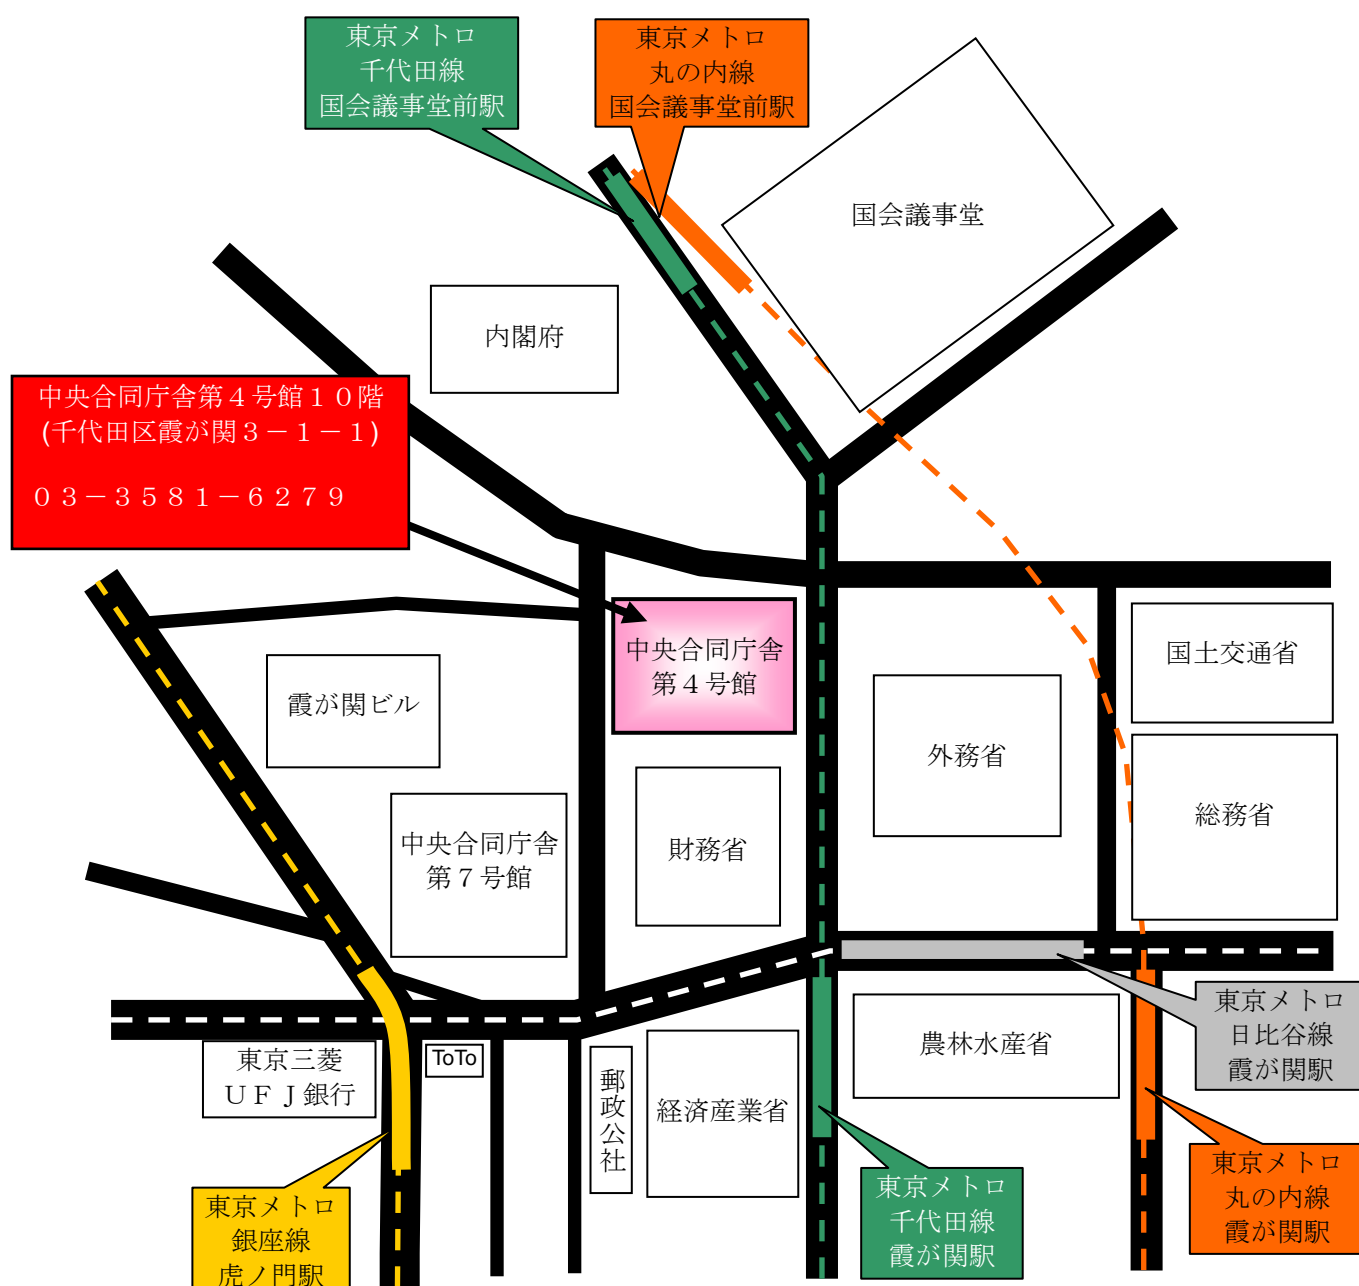 東京メトロ
千代田線
国会議事堂前駅
東京メトロ
丸の内線
国会議事堂前駅
国会議事堂
内閣府
中央合同庁舎第４号館１０階
(千代田区霞が関３－１－１)
０３－３５８１－６２７９
中央合同庁舎
第４号館
国土交通省
霞が関ビル
外務省
総務省
中央合同庁舎
第７号館
財務省
東京メトロ
日比谷線
霞が関駅
農林水産省
東京三菱
ＵＦＪ銀行
ToTo
郵政公社
経済産業省
東京メトロ
銀座線
虎ノ門駅
東京メトロ
千代田線
霞が関駅
東京メトロ
丸の内線
霞が関駅